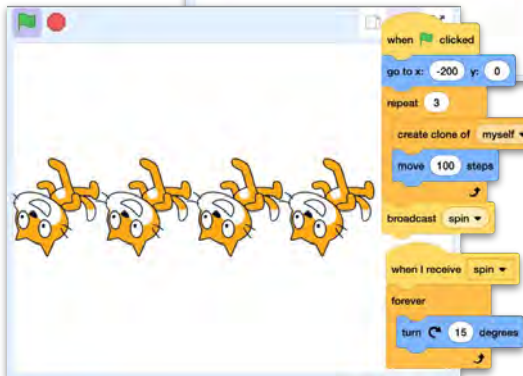 when clicked
go to x: -200 y: 0
repeat 3
create clone of myself
move 100 steps
broadcast spin
when I receive spin
forever
turn 15 degrees